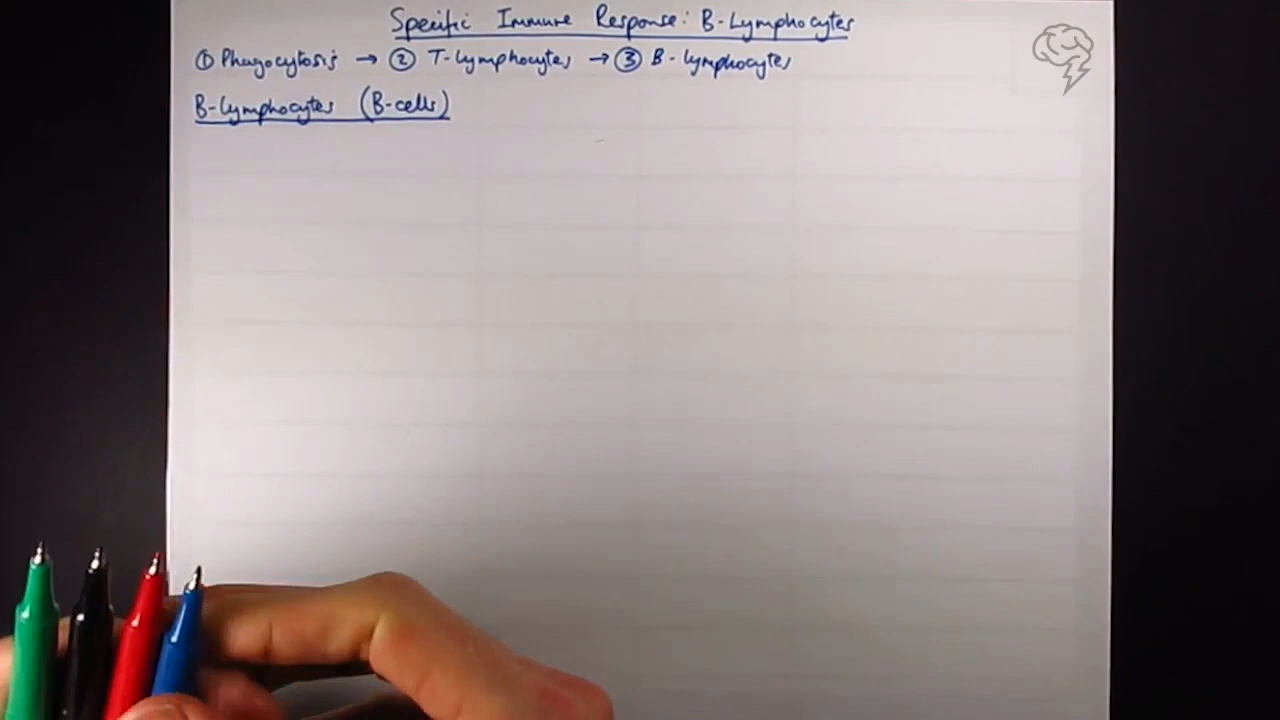 Specific Immune Response: B-Lymphocytes
① Phagocytosis → ② T-lymphocytes → ③ B-lymphocytes
B-lymphocytes (B-cells)